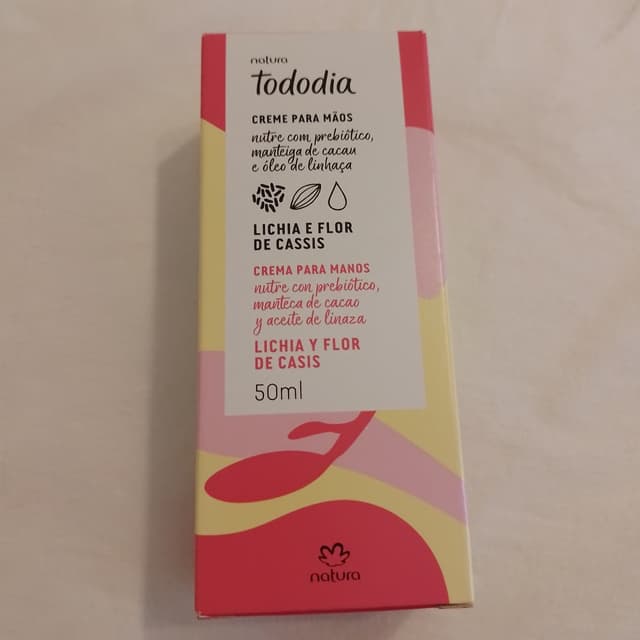 natura
tododia
CREME PARA MÃOS
nutre com prebiótico,
manteiga de cacau
e óleo de linhaça
LICHIA E FLOR
DE CASSIS
CREMA PARA MANOS
nutre con prebiótico,
manteca de cacao
y aceite de linaza
LICHIA Y FLOR
DE CASIS
50ml
natura